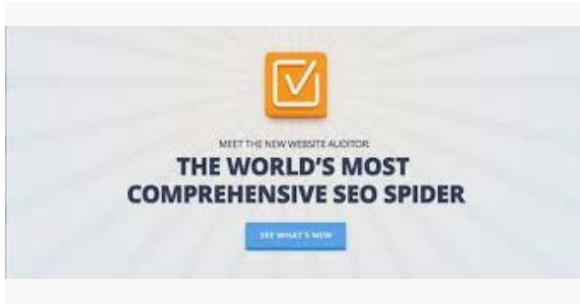 MEET THE NEW WEBSITE AUDITOR:
THE WORLD'S MOST
COMPREHENSIVE SEO SPIDER
SEE WHAT'S NEW